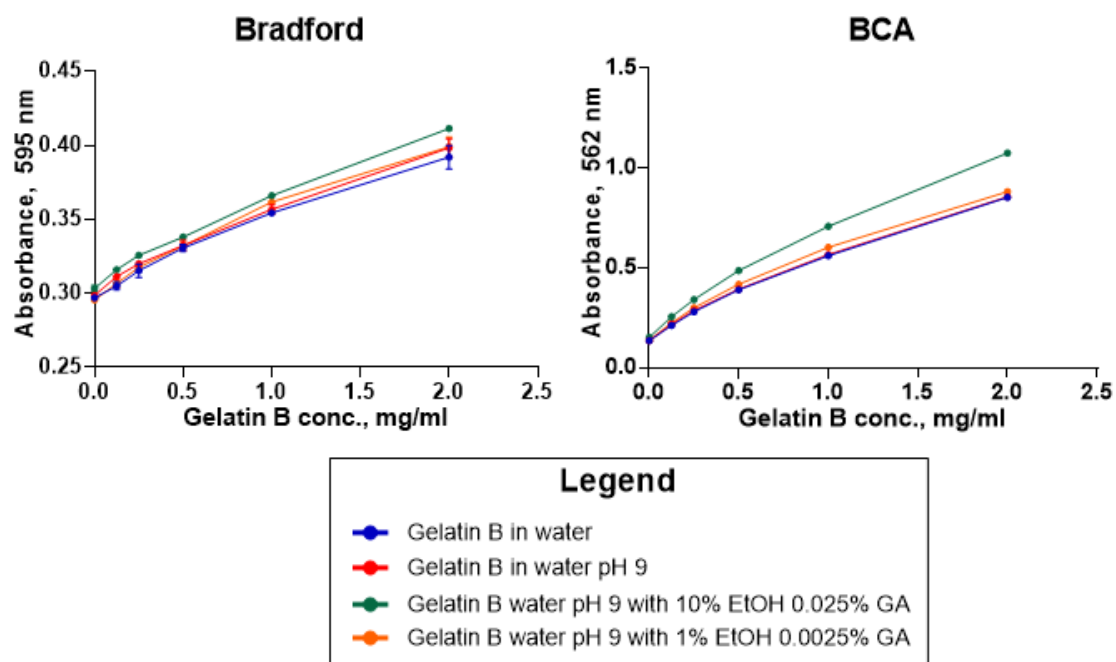 Bradford
Absorbance, 595 nm
0.45
0.40
0.35
0.30
0.25
0.0 0.5 1.0 1.5 2.0 2.5
Gelatin B conc., mg/ml
BCA
Absorbance, 562 nm
1.5
1.0
0.5
0.0
0.0 0.5 1.0 1.5 2.0 2.5
Gelatin B conc., mg/ml
Legend
Gelatin B in water
Gelatin B in water pH 9
Gelatin B water pH 9 with 10% EtOH 0.025% GA
Gelatin B water pH 9 with 1% EtOH 0.0025% GA